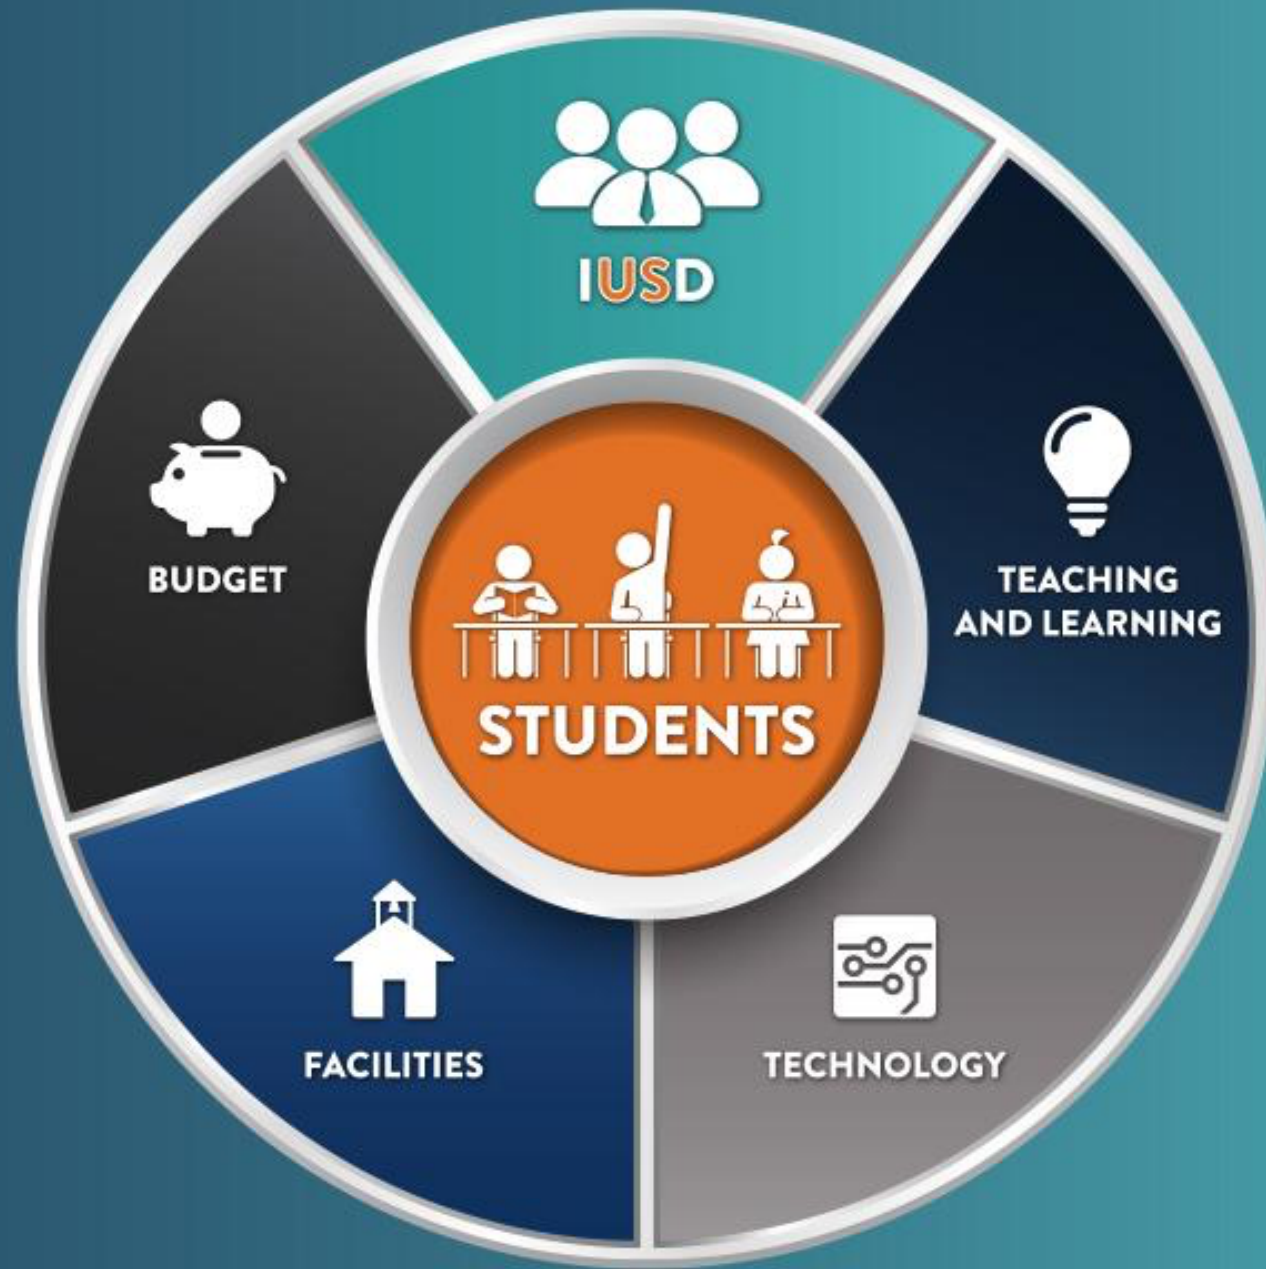 IUSD
BUDGET
TEACHING
AND LEARNING
STUDENTS
FACILITIES
TECHNOLOGY